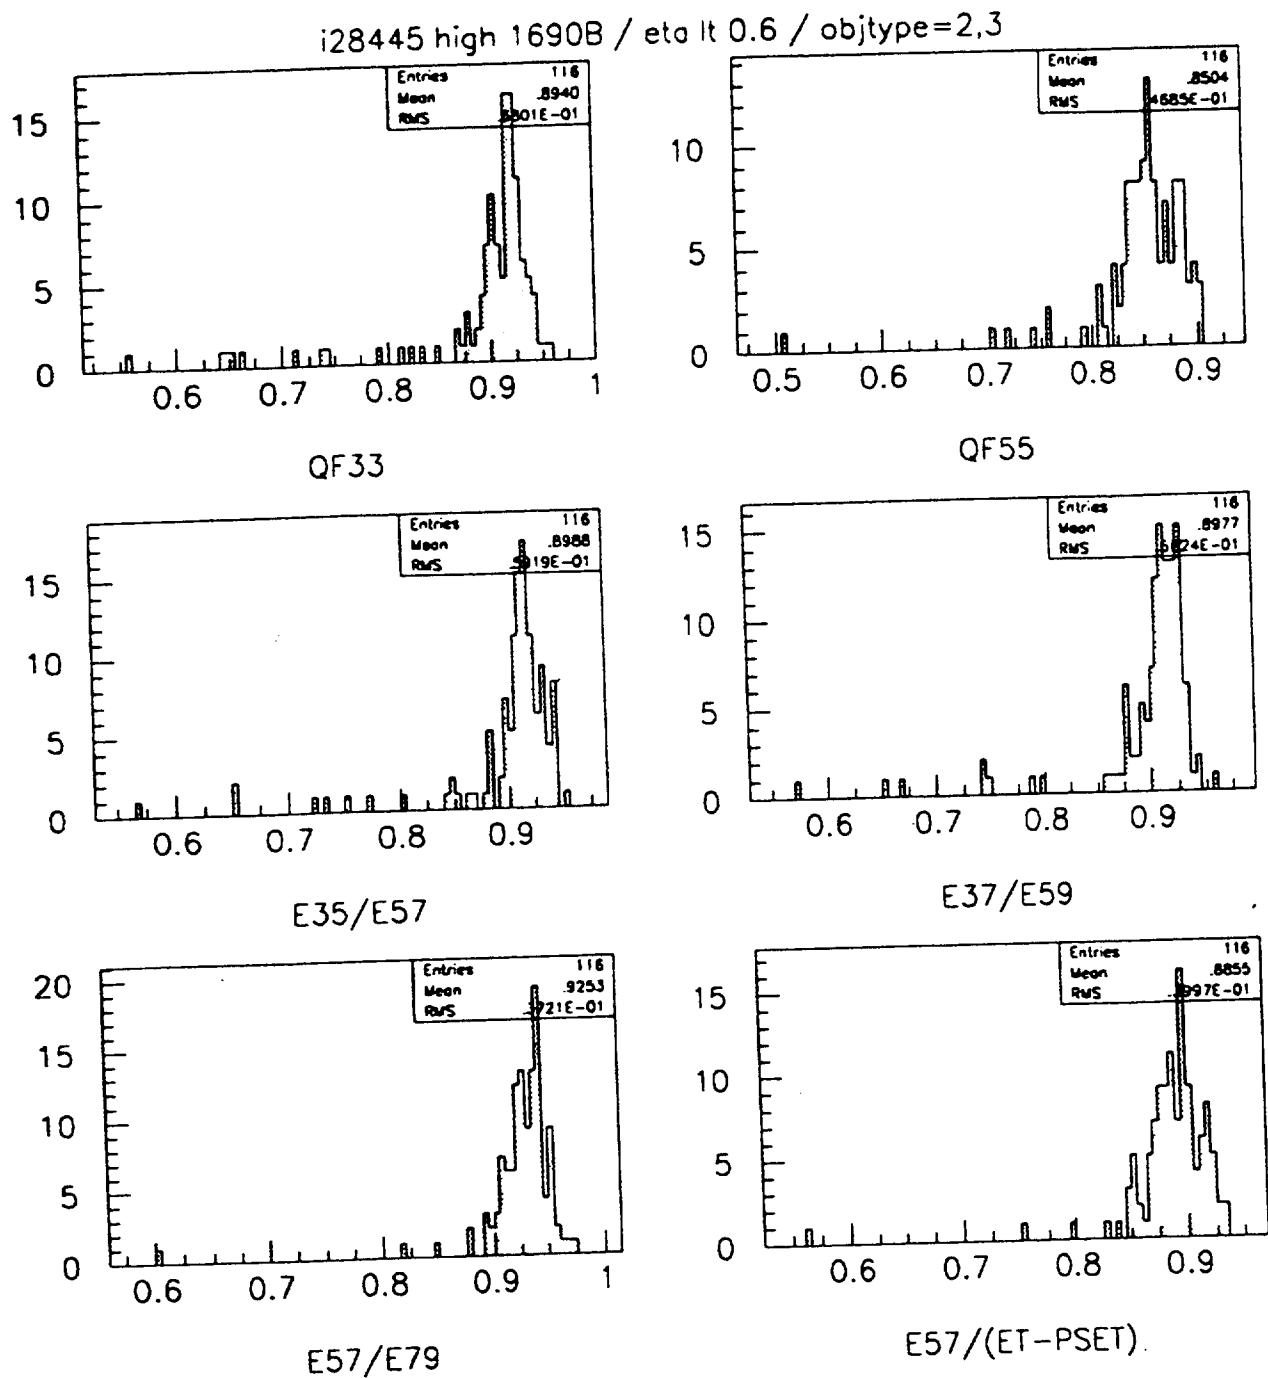 i28445 high 1690B / eta lt 0.6 / objtype=2,3
Entries 116
Mean .8940
RMS
15
10
5
0
0.6 0.7 0.8 0.9 1
QF33
Entries 116
Mean .8504
RMS .4685E-01
10
5
0
0.5 0.6 0.7 0.8 0.9
QF55
Entries 116
Mean .8988
RMS
15
10
5
0
0.6 0.7 0.8 0.9
E35/E57
Entries 116
Mean .8977
RMS
15
10
5
0
0.6 0.7 0.8 0.9
E37/E59
Entries 116
Mean .9253
RMS
20
15
10
5
0
0.6 0.7 0.8 0.9 1
E57/E79
Entries 116
Mean .8855
RMS
15
10
5
0
0.6 0.7 0.8 0.9
E57/(ET-PSET)